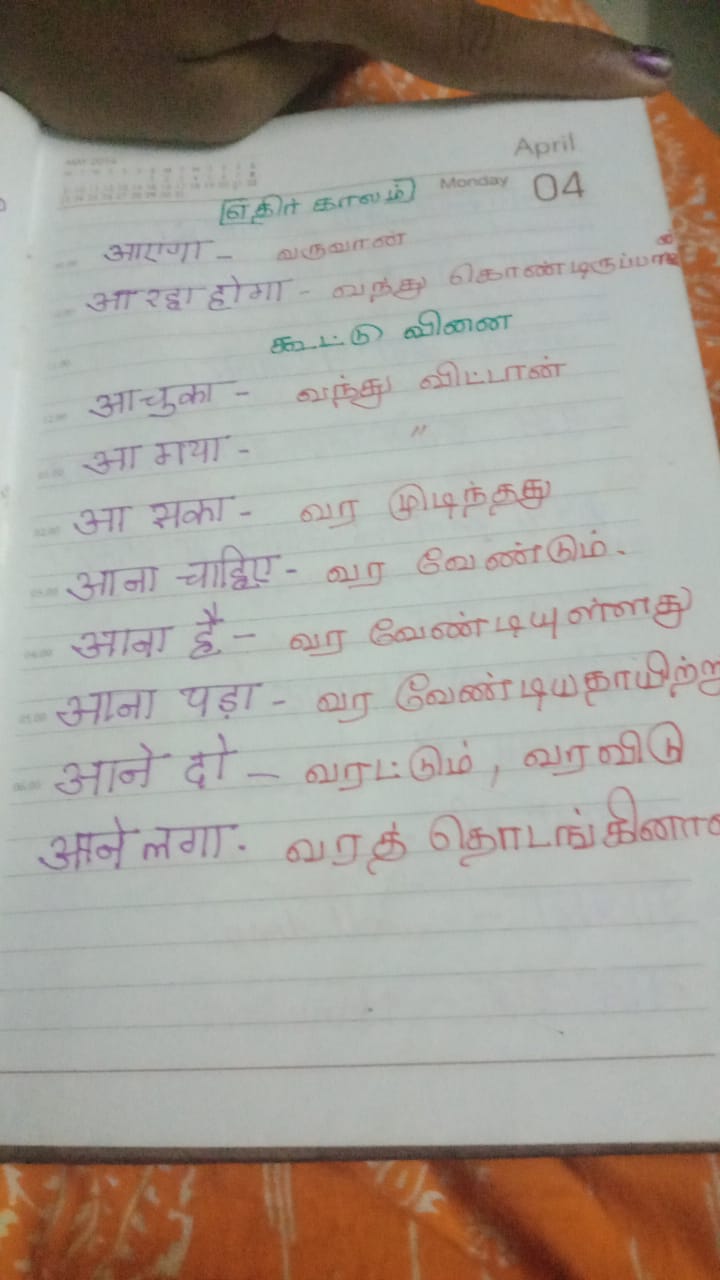 April
Monday 04
[எதிர் காலம்]
आएगा - வருவான்
आ रहा होगा - வந்து கொண்டிருப்பான்
கூட்டு வினை
आ चुका - வந்து விட்டான்
आ गया - "
आ सका - வர முடிந்தது
आना चाहिए - வர வேண்டும்.
आना है - வர வேண்டியுள்ளது
आना पड़ा - வர வேண்டியதாயிற்று
आने दो - வரட்டும், வரவிடு
आने लगा. வரத் தொடங்கினா